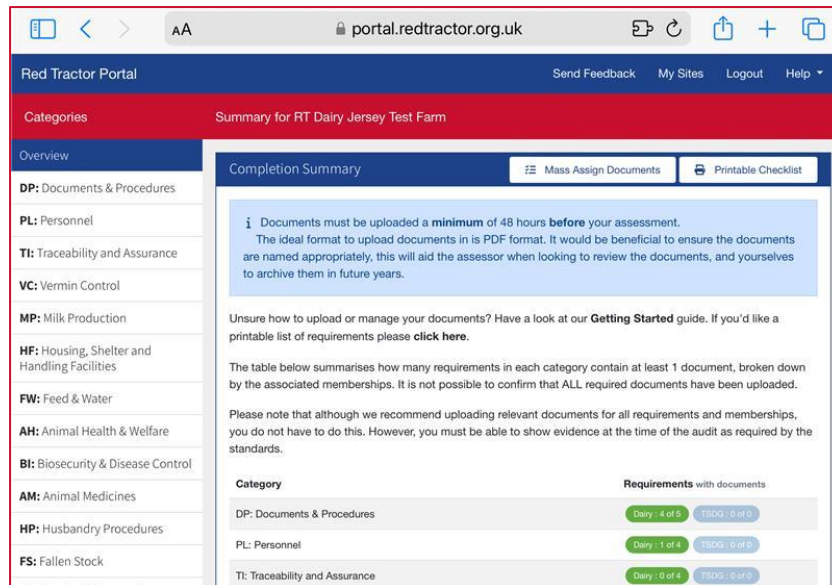 AA
portal.redtractor.org.uk
Red Tractor Portal
Send Feedback My Sites Logout Help
Categories
Summary for RT Dairy Jersey Test Farm
Overview
DP: Documents & Procedures
PL: Personnel
TI: Traceability and Assurance
VC: Vermin Control
MP: Milk Production
HF: Housing, Shelter and
Handling Facilities
FW: Feed & Water
AH: Animal Health & Welfare
BI: Biosecurity & Disease Control
AM: Animal Medicines
HP: Husbandry Procedures
FS: Fallen Stock
Completion Summary
Mass Assign Documents
Printable Checklist
i Documents must be uploaded a minimum of 48 hours before your assessment.
The ideal format to upload documents in is PDF format. It would be beneficial to ensure the documents
are named appropriately, this will aid the assessor when looking to review the documents, and yourselves
to archive them in future years.
Unsure how to upload or manage your documents? Have a look at our Getting Started guide. If you'd like a
printable list of requirements please click here.
The table below summarises how many requirements in each category contain at least 1 document, broken down
by the associated memberships. It is not possible to confirm that ALL required documents have been uploaded.
Please note that although we recommend uploading relevant documents for all requirements and memberships,
you do not have to do this. However, you must be able to show evidence at the time of the audit as required by the
standards.
Category Requirements with documents
DP: Documents & Procedures Dairy : 4 of 5 TSDG : 0 of 0
PL: Personnel Dairy : 1 of 4 TSDG : 0 of 0
TI: Traceability and Assurance Dairy : 0 of 4 TSDG : 0 of 0